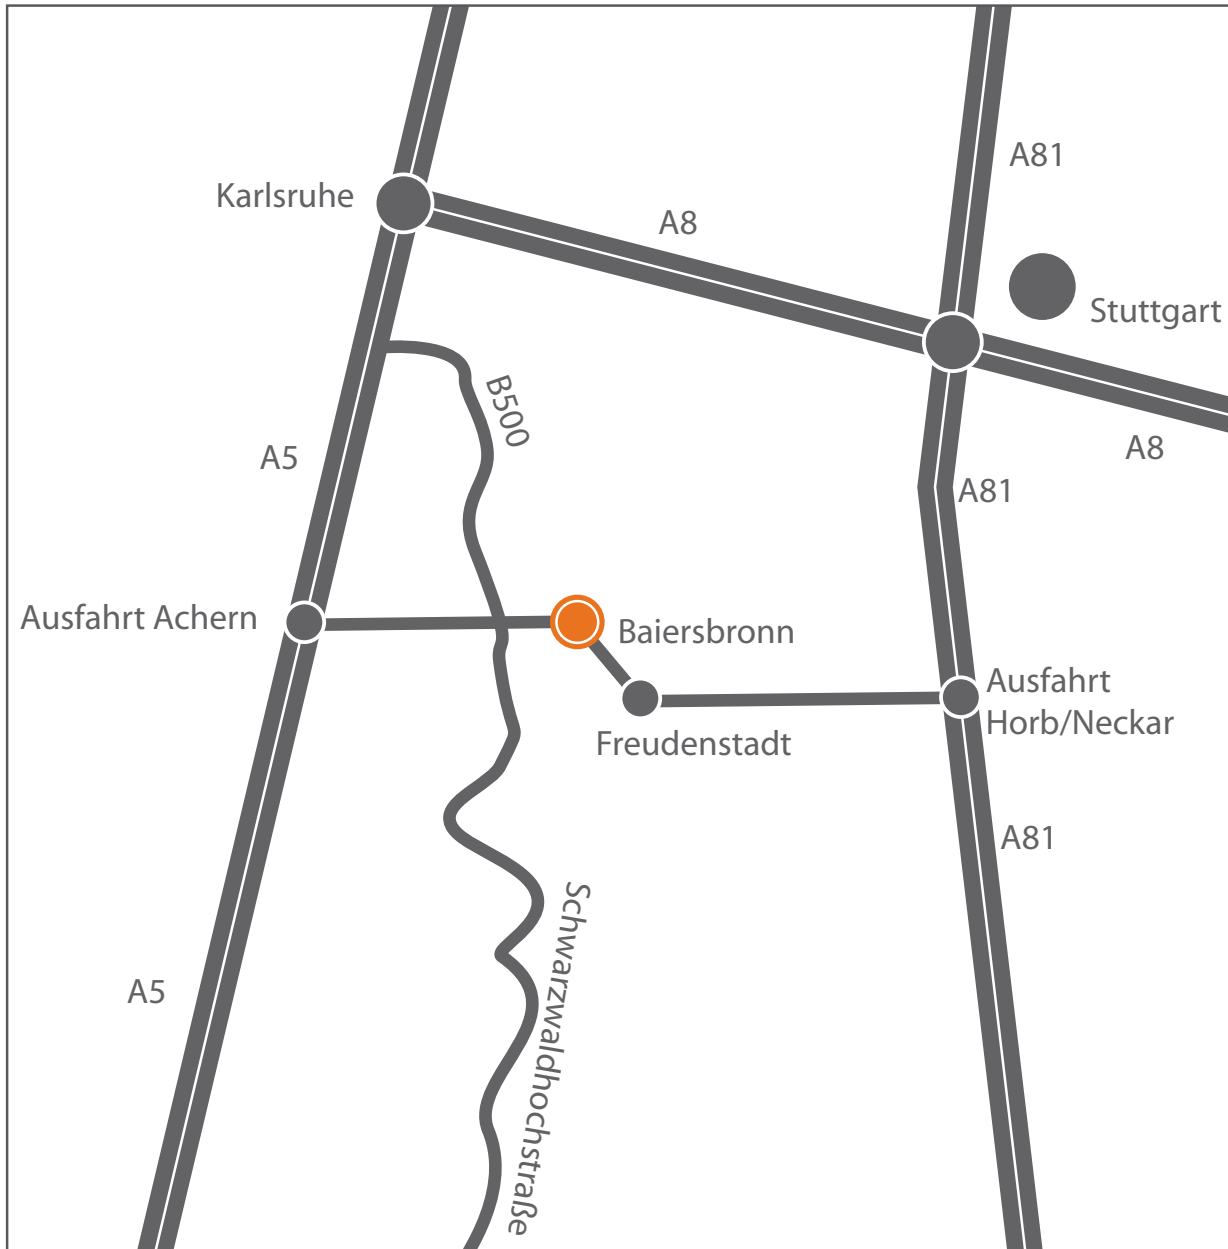 A81
Karlsruhe
A8
Stuttgart
B500
A5
A8
A81
Ausfahrt Achern
Baiersbronn
Ausfahrt
Horb/Neckar
Freudenstadt
A81
Schwarzwaldhochstraße
A5